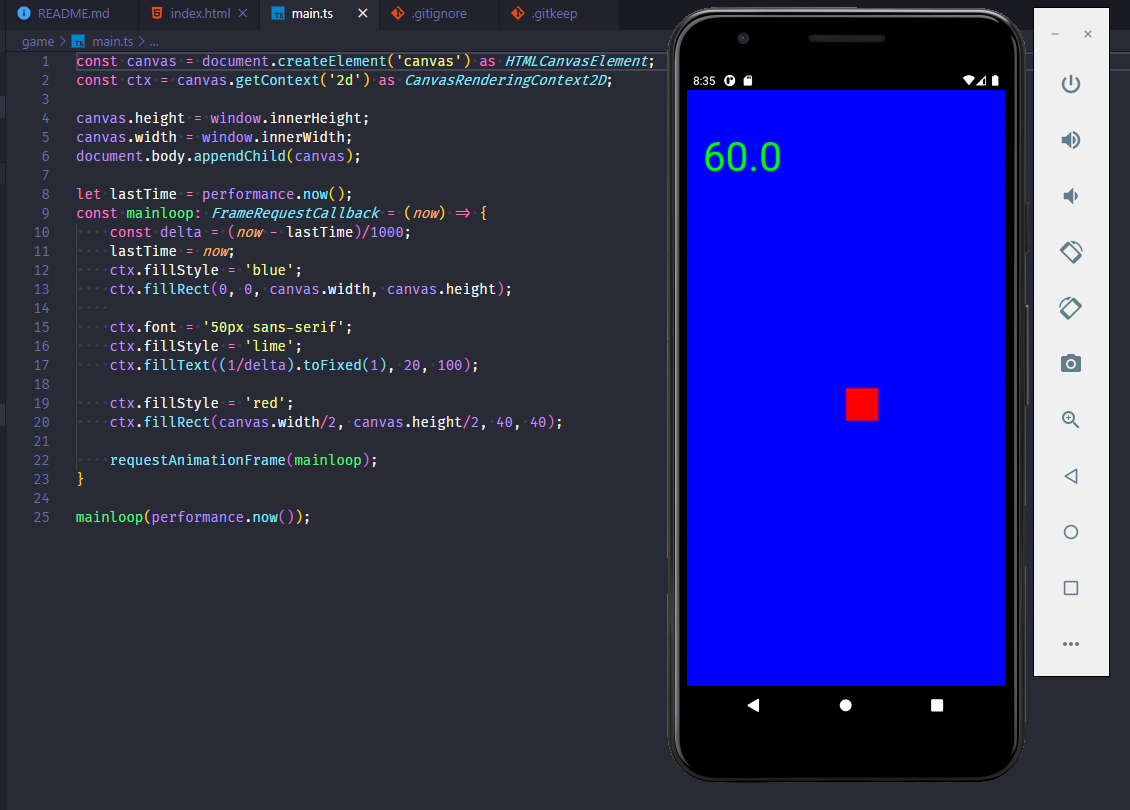 README.md index.html main.ts .gitignore .gitkeep
game > main.ts > ...
1 const canvas = document.createElement('canvas') as HTMLCanvasElement;
2 const ctx = canvas.getContext('2d') as CanvasRenderingContext2D;
3
4 canvas.height = window.innerHeight;
5 canvas.width = window.innerWidth;
6 document.body.appendChild(canvas);
7
8 let lastTime = performance.now();
9 const mainloop: FrameRequestCallback = (now) => {
10     const delta = (now - lastTime)/1000;
11     lastTime = now;
12     ctx.fillStyle = 'blue';
13     ctx.fillRect(0, 0, canvas.width, canvas.height);
14
15     ctx.font = '50px sans-serif';
16     ctx.fillStyle = 'lime';
17     ctx.fillText((1/delta).toFixed(1), 20, 100);
18
19     ctx.fillStyle = 'red';
20     ctx.fillRect(canvas.width/2, canvas.height/2, 40, 40);
21
22     requestAnimationFrame(mainloop);
23 }
24
25 mainloop(performance.now());
8:35
60.0